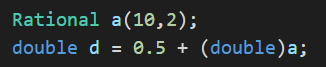 Rational a(10,2);
double d = 0.5 + (double)a;